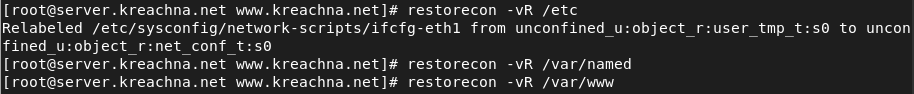 [root@server.kreachna.net www.kreachna.net]# restorecon -vR /etc
Relabeled /etc/sysconfig/network-scripts/ifcfg-eth1 from unconfined_u:object_r:user_tmp_t:s0 to uncon
fined_u:object_r:net_conf_t:s0
[root@server.kreachna.net www.kreachna.net]# restorecon -vR /var/named
[root@server.kreachna.net www.kreachna.net]# restorecon -vR /var/www